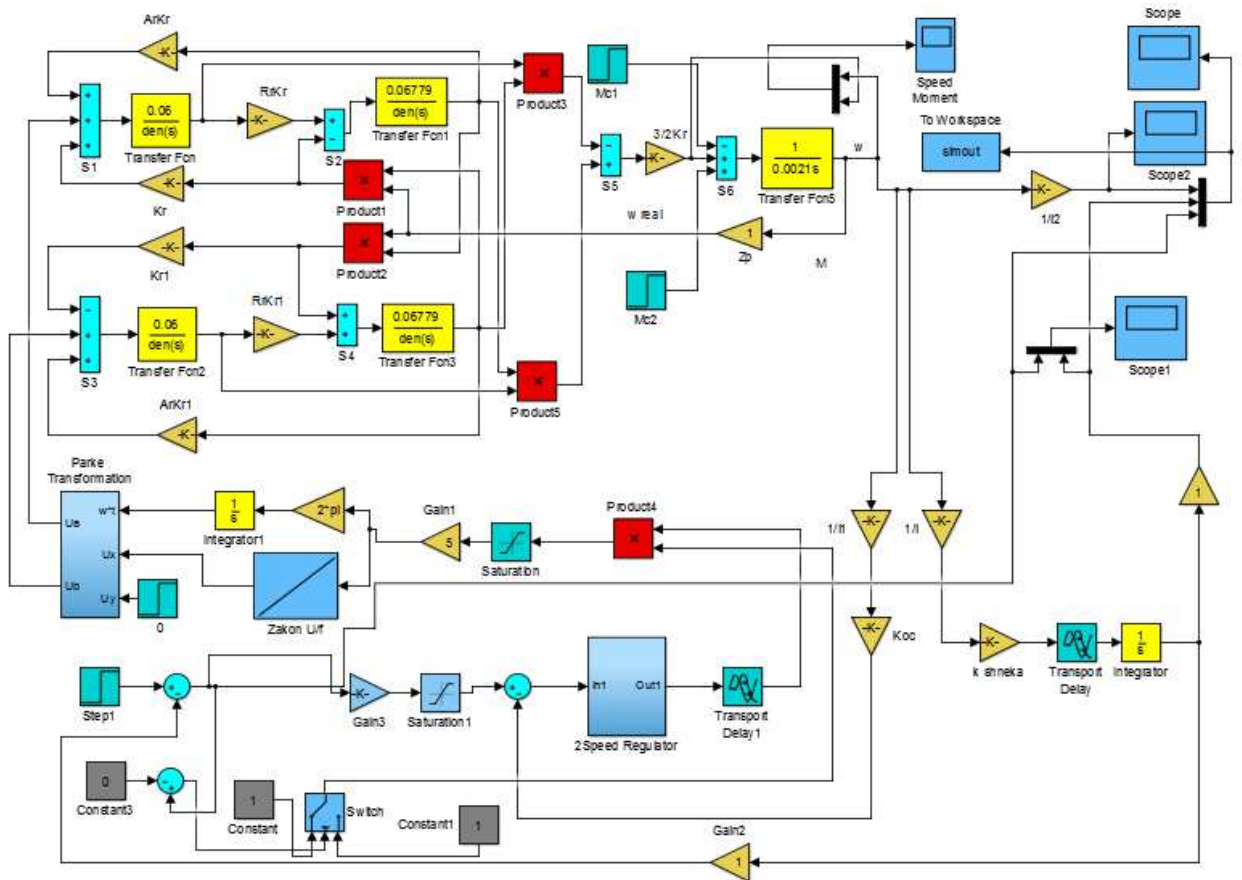 ArKr
-K-
Scope
Mc1
Product3
Speed
Moment
To Workspace
simout
Scope2
0.06
den(s)
Transfer Fcn
S1
RrKr
-K-
S2
0.06779
den(s)
Transfer Fcn1
3/2Kr
-K-
S5
S6
1
0.0021s
Transfer Fcn5
w
-K-
Kr
Product1
w real
-K-
1/i2
-K-
Kr1
Product2
1
Zp
M
Mc2
RrKr1
0.06
den(s)
Transfer Fcn2
S3
-K-
S4
0.06779
den(s)
Transfer Fcn3
Scope1
ArKr1
-K-
Product5
Parke
Transformation
w*t
Ua
Ux
Ub
U.y
1
s
Integrator1
2*pi
Gain1
5
Saturation
Product4
1/i1
-K-
1/i
-K-
1
0
Zakon U/f
-K-
Koc
-K-
k shneka
Transport
Delay
1
s
Integrator
Step1
-K-
Gain3
Saturation1
In1
Out1
2Speed Regulator
Transport
Delay1
0
Constant3
1
Constant
Switch
Constant1
1
Gain2
1